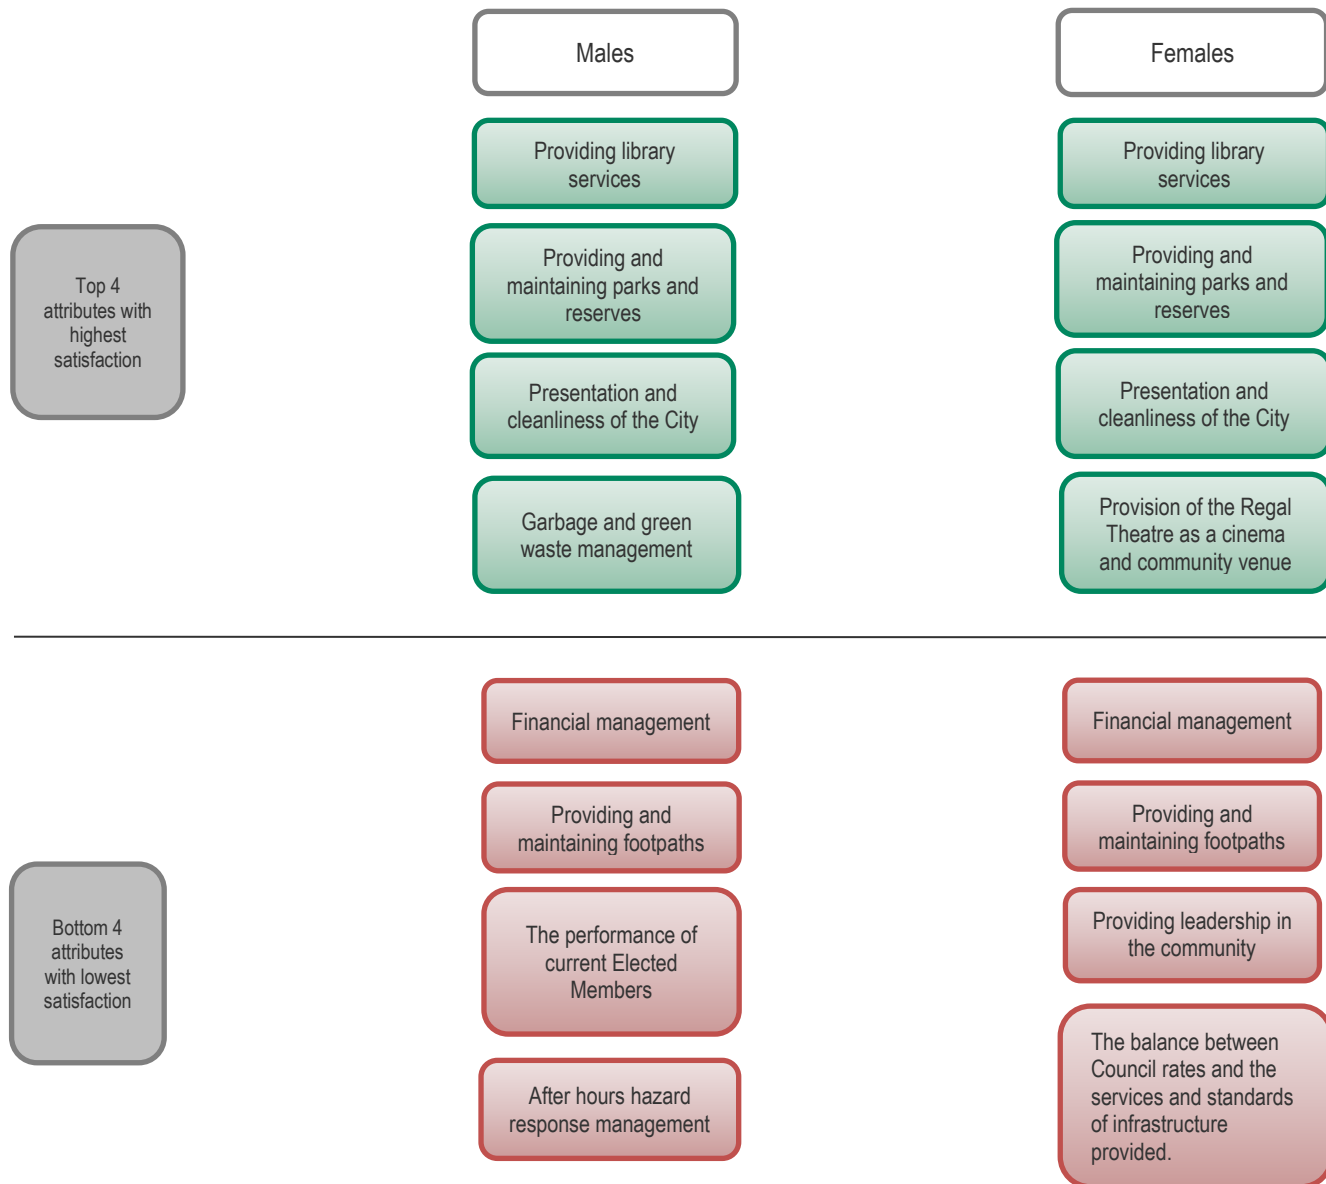 Males
Females
Top 4
attributes with
highest
satisfaction
Providing library
services
Providing library
services
Providing and
maintaining parks and
reserves
Providing and
maintaining parks and
reserves
Presentation and
cleanliness of the City
Presentation and
cleanliness of the City
Garbage and green
waste management
Provision of the Regal
Theatre as a cinema
and community venue
Bottom 4
attributes
with lowest
satisfaction
Financial management
Financial management
Providing and
maintaining footpaths
Providing and
maintaining footpaths
The performance of
current Elected
Members
Providing leadership in
the community
After hours hazard
response management
The balance between
Council rates and the
services and standards
of infrastructure
provided.